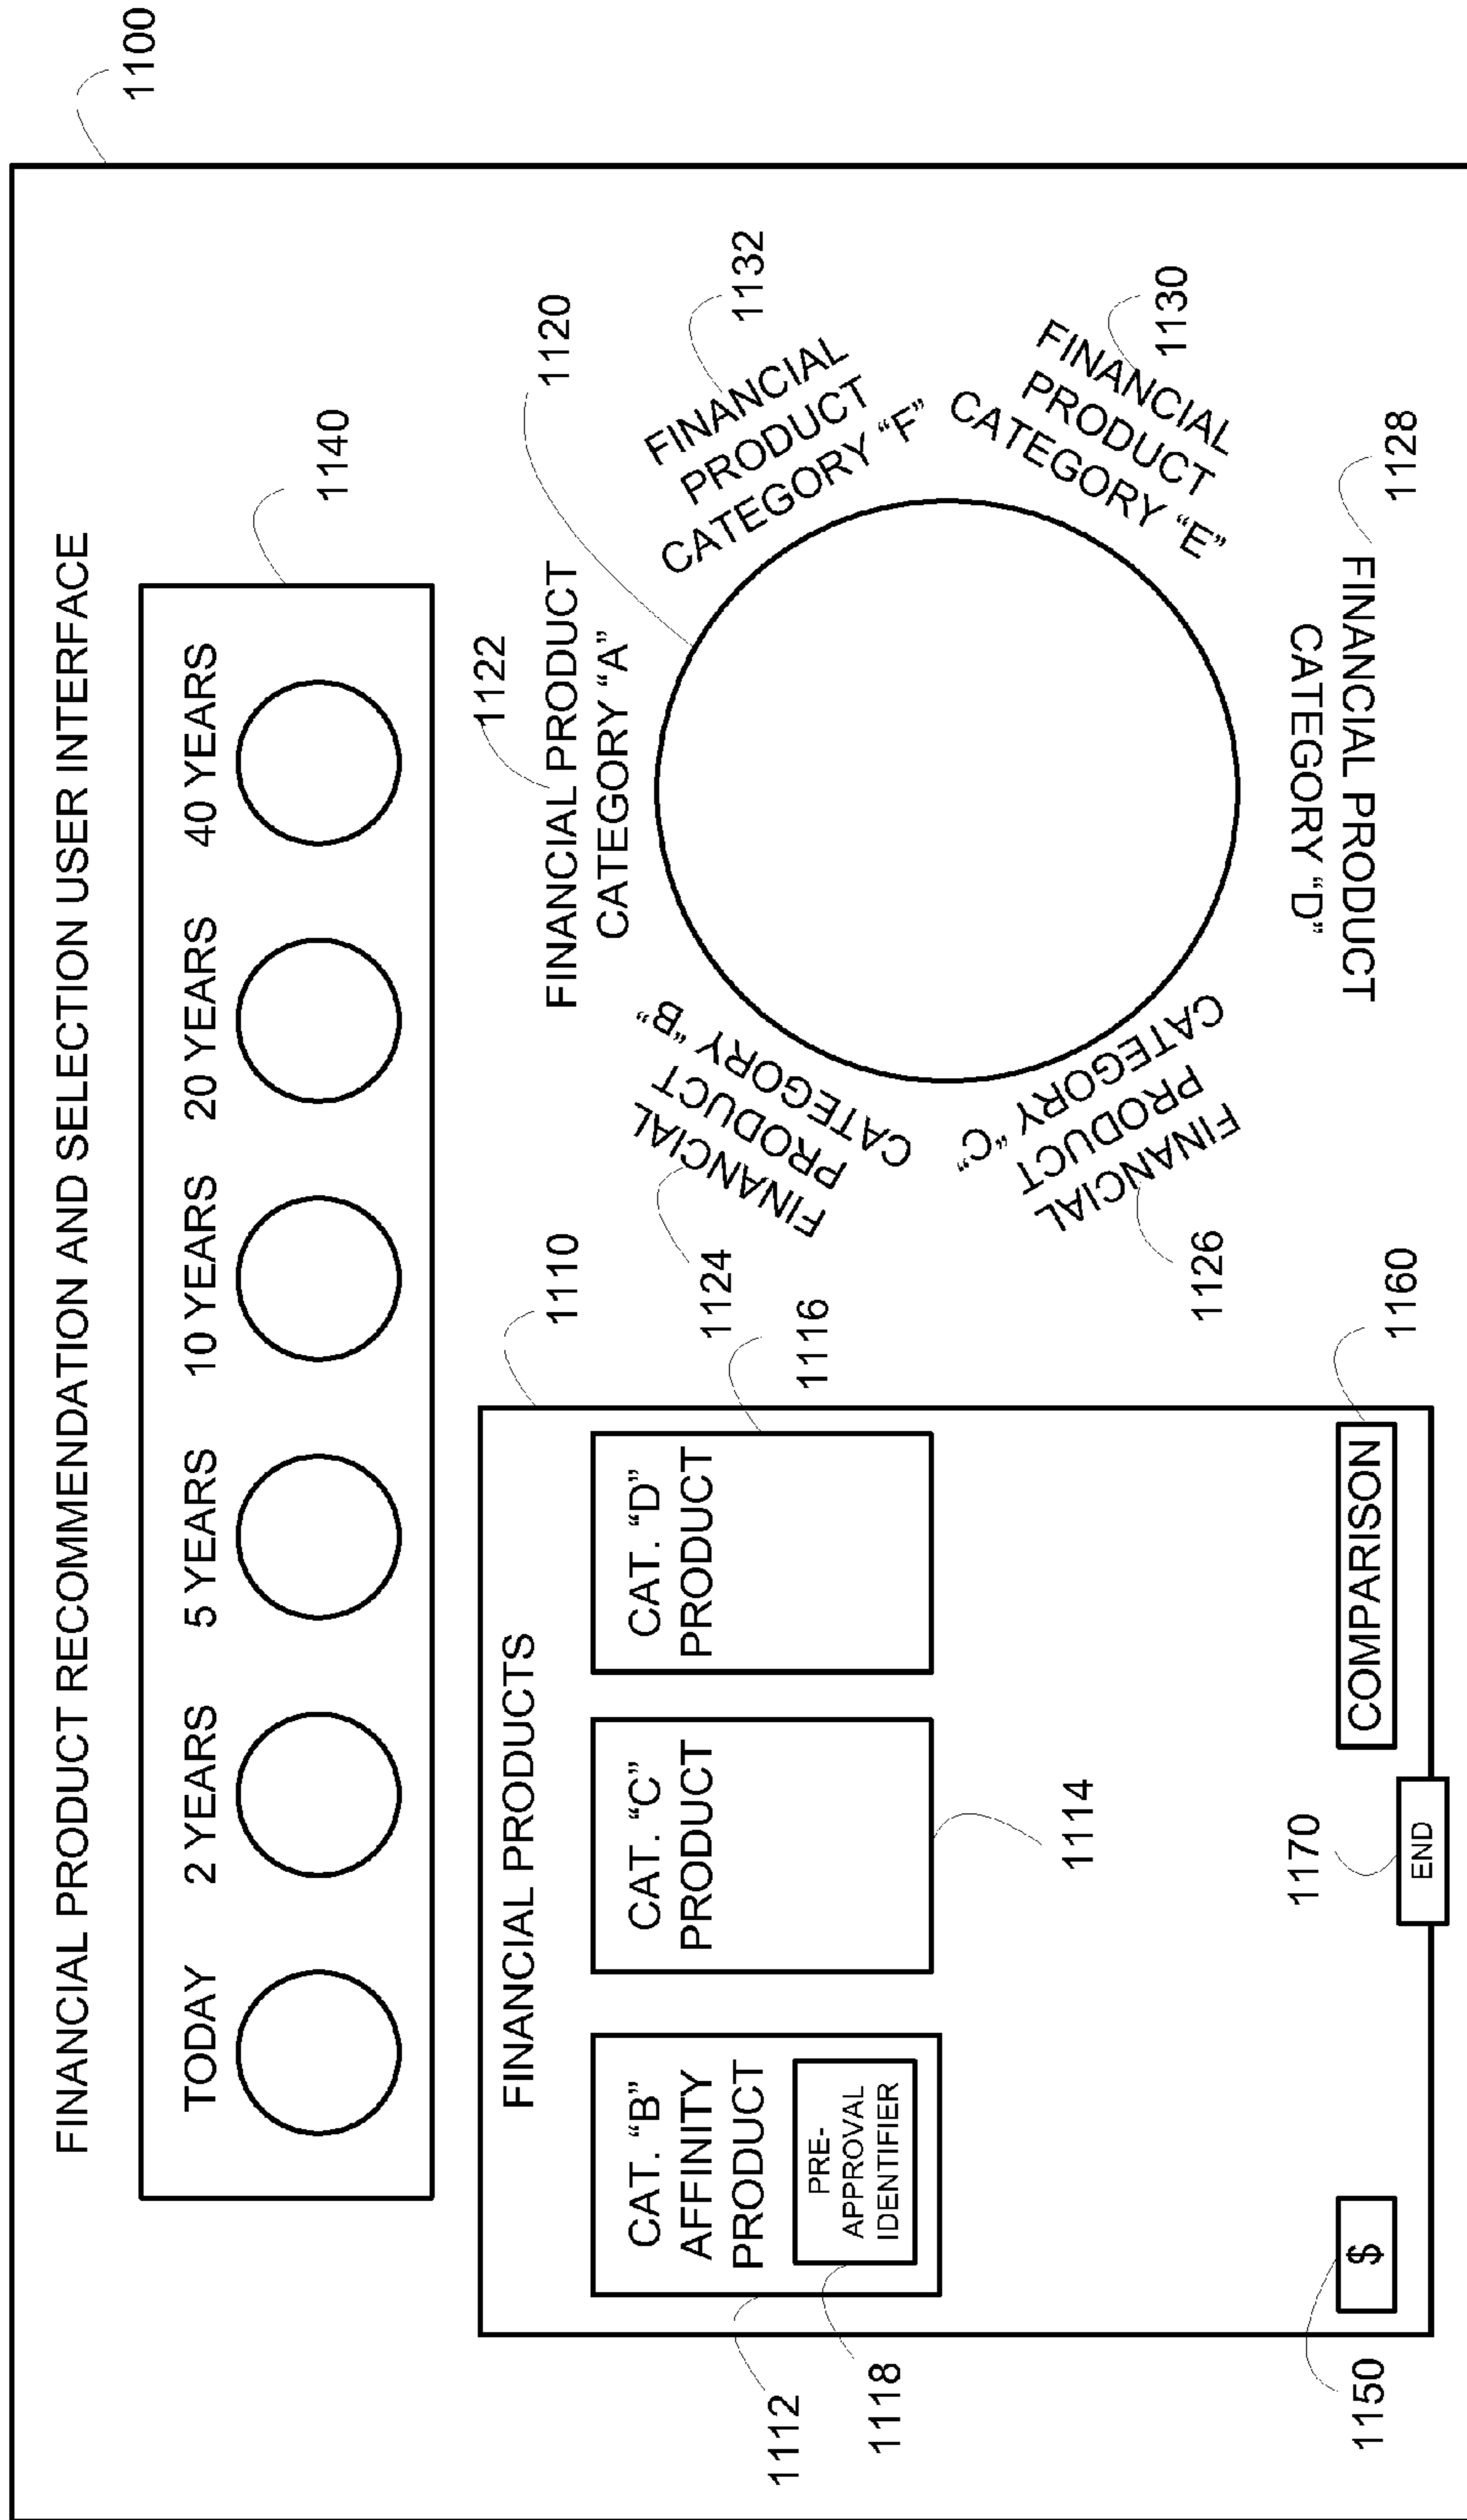 1100
FINANCIAL PRODUCT RECOMMENDATION AND SELECTION USER INTERFACE
1140
TODAY
2 YEARS
5 YEARS
10 YEARS
20 YEARS
40 YEARS
1110
FINANCIAL PRODUCTS
1112
CAT. “B”
AFFINITY
PRODUCT
PRE-
APPROVAL
IDENTIFIER
1118
CAT. “C”
PRODUCT
1114
CAT. “D”
PRODUCT
1116
1150
$
1170
END
COMPARISON
1160
1120
1122
FINANCIAL PRODUCT
CATEGORY “A”
1124
FINANCIAL
PRODUCT
CATEGORY “B”
1126
FINANCIAL
PRODUCT
CATEGORY “C”
FINANCIAL PRODUCT
CATEGORY “D”
1128
FINANCIAL
PRODUCT
CATEGORY “E”
1130
FINANCIAL
PRODUCT
CATEGORY “F”
1132